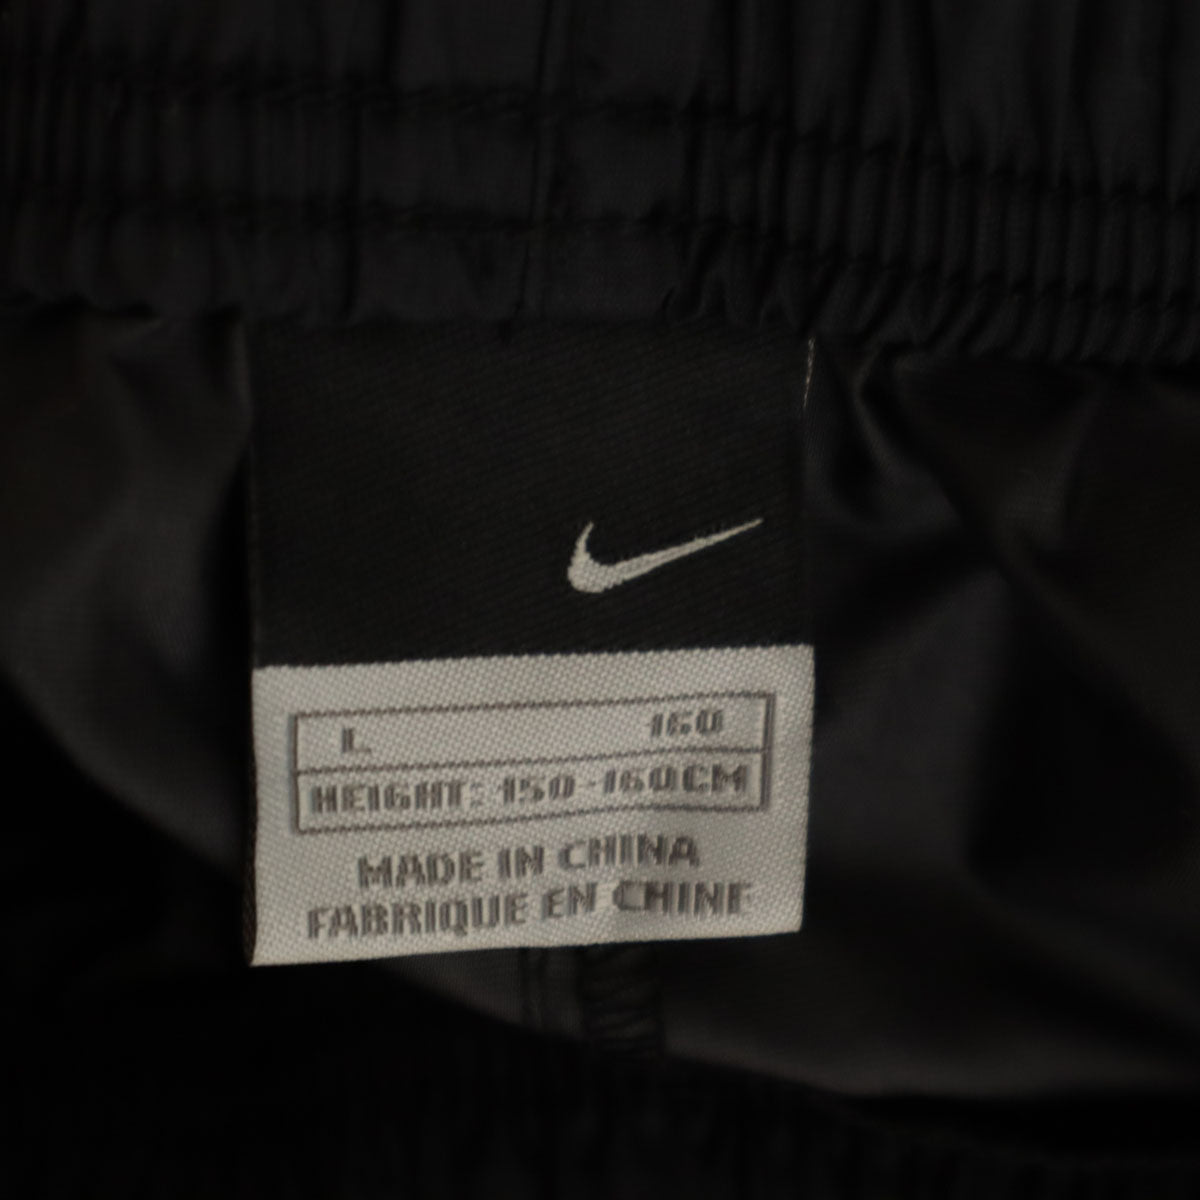 L 160
HEIGHT: 150-160CM
MADE IN CHINA
FABRIQUE EN CHINE